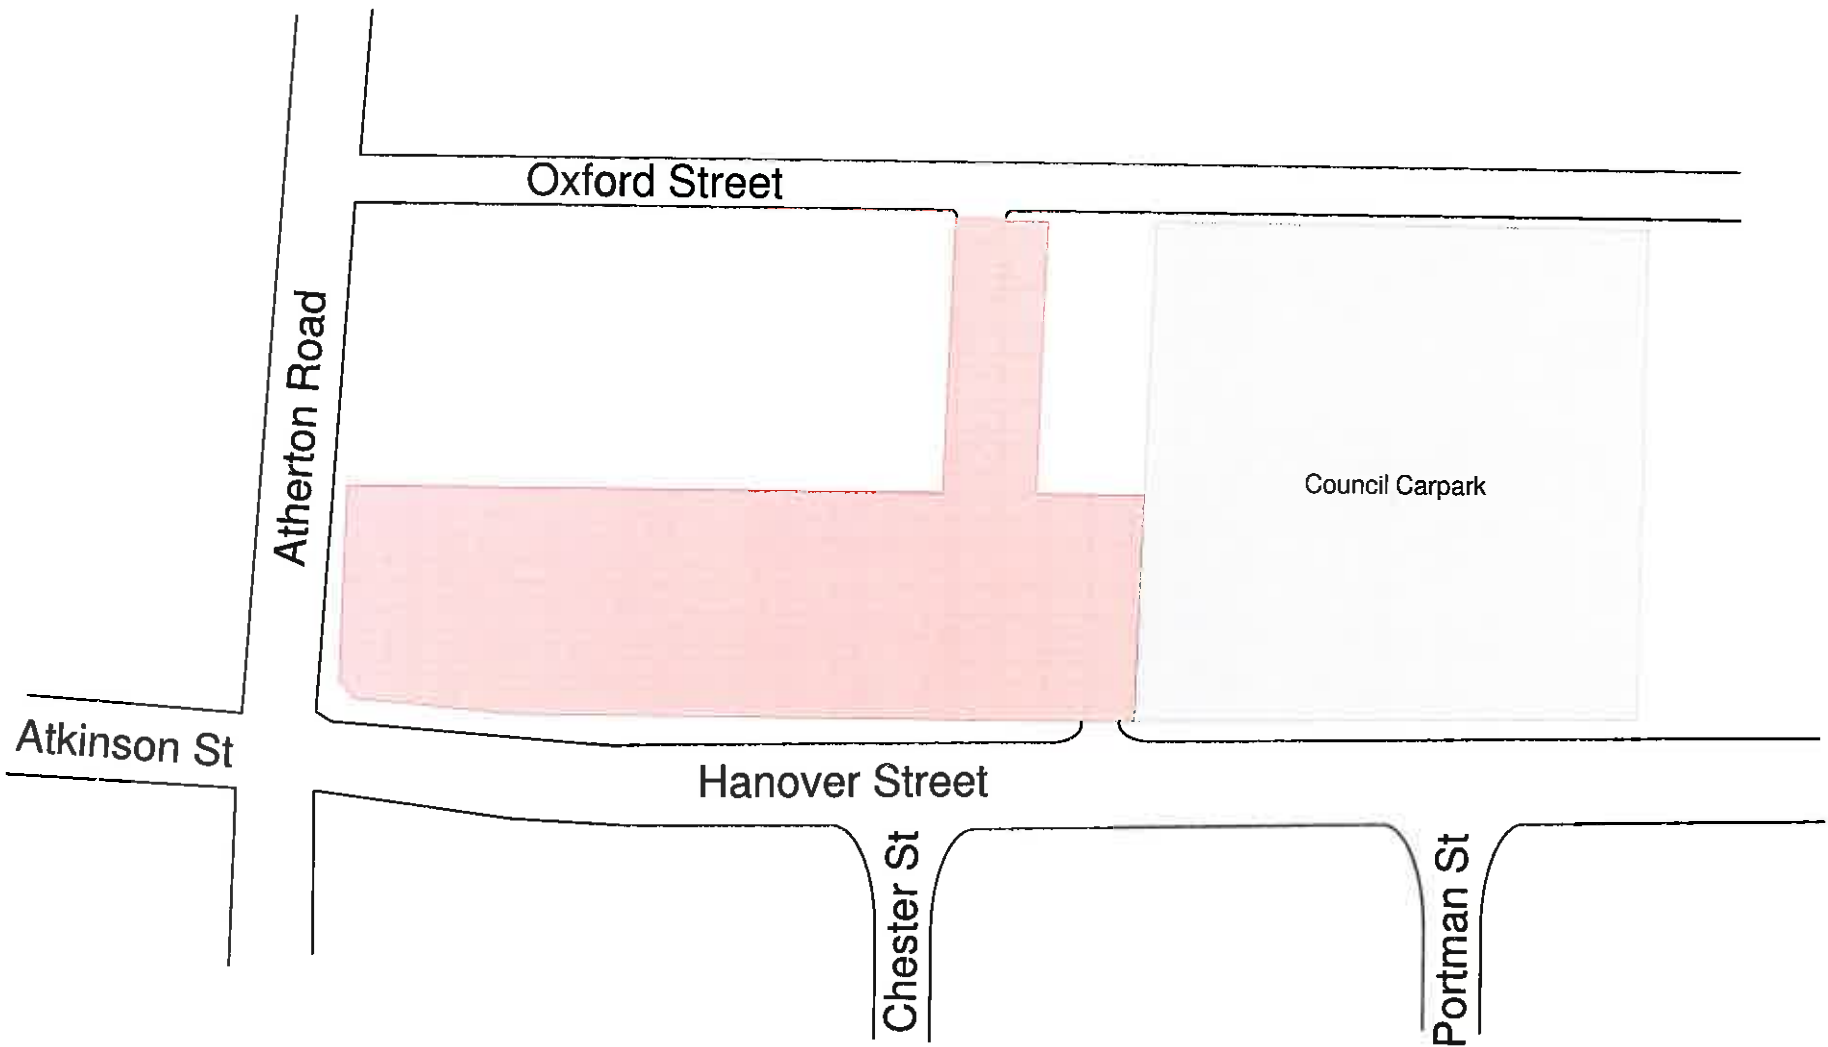 Oxford Street
Atherton Road
Council Carpark
Atkinson St
Hanover Street
Chester St
Portman St